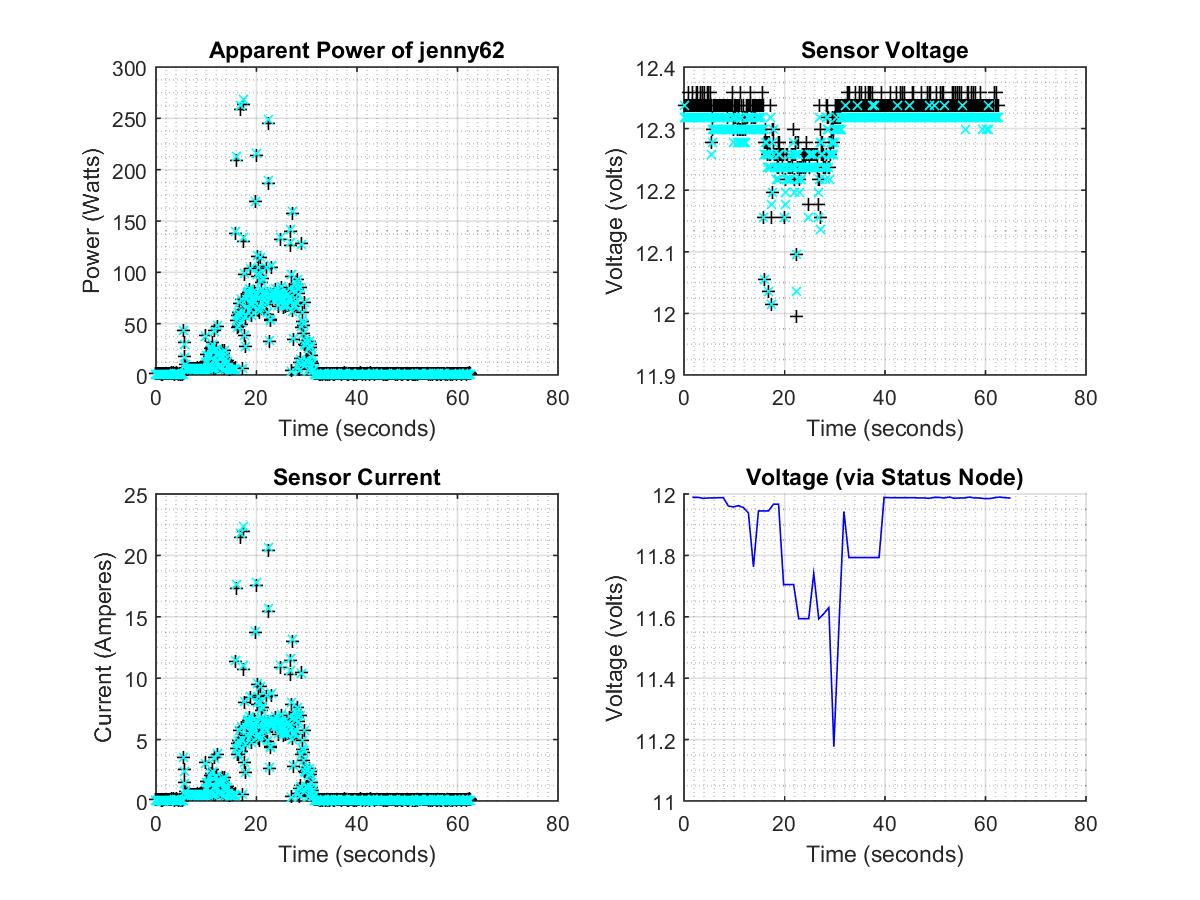 Apparent Power of jenny62
300
250
200
150
100
50
0
Power (Watts)
0 20 40 60 80
Time (seconds)
Sensor Voltage
12.4
12.3
12.2
12.1
12
11.9
Voltage (volts)
0 20 40 60 80
Time (seconds)
Sensor Current
25
20
15
10
5
0
Current (Amperes)
0 20 40 60 80
Time (seconds)
Voltage (via Status Node)
12
11.8
11.6
11.4
11.2
11
Voltage (volts)
0 20 40 60 80
Time (seconds)